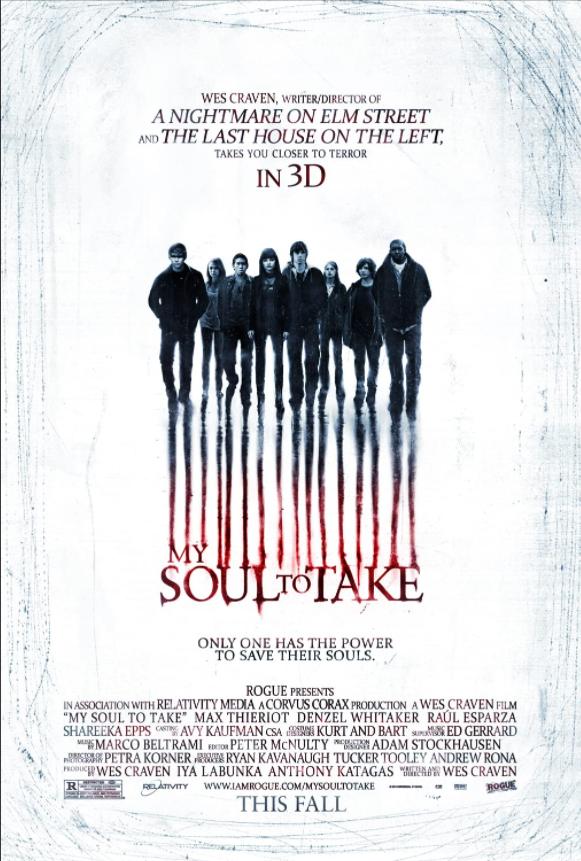 WES CRAVEN, WRITER/DIRECTOR OF
A NIGHTMARE ON ELM STREET
AND THE LAST HOUSE ON THE LEFT,
TAKES YOU CLOSER TO TERROR
IN 3D
MY
SOUL TO TAKE
ONLY ONE HAS THE POWER
TO SAVE THEIR SOULS.
ROGUE PRESENTS
IN ASSOCIATION WITH RELATIVITY MEDIA A CORVUS CORAX PRODUCTION A WES CRAVEN FILM
"MY SOUL TO TAKE" MAX THIERIOT DENZEL WHITAKER RAÚL ESPARZA
SHAREEKA EPPS CASTING BY AVY KAUFMAN CSA COSTUME DESIGNERS KURT AND BART MUSIC SUPERVISOR ED GERRARD
MUSIC BY MARCO BELTRAMI EDITOR PETER McNULTY PRODUCTION DESIGNER ADAM STOCKHAUSEN
DIRECTOR OF PHOTOGRAPHY PETRA KORNER EXECUTIVE PRODUCERS RYAN KAVANAUGH TUCKER TOOLEY ANDREW RONA
PRODUCED BY WES CRAVEN IYA LABUNKA ANTHONY KATAGAS WRITTEN AND DIRECTED BY WES CRAVEN
R RESTRICTED RELATIVITY WWW.IAMROGUE.COM/MYSOULTOTAKE ROGUE
THIS FALL